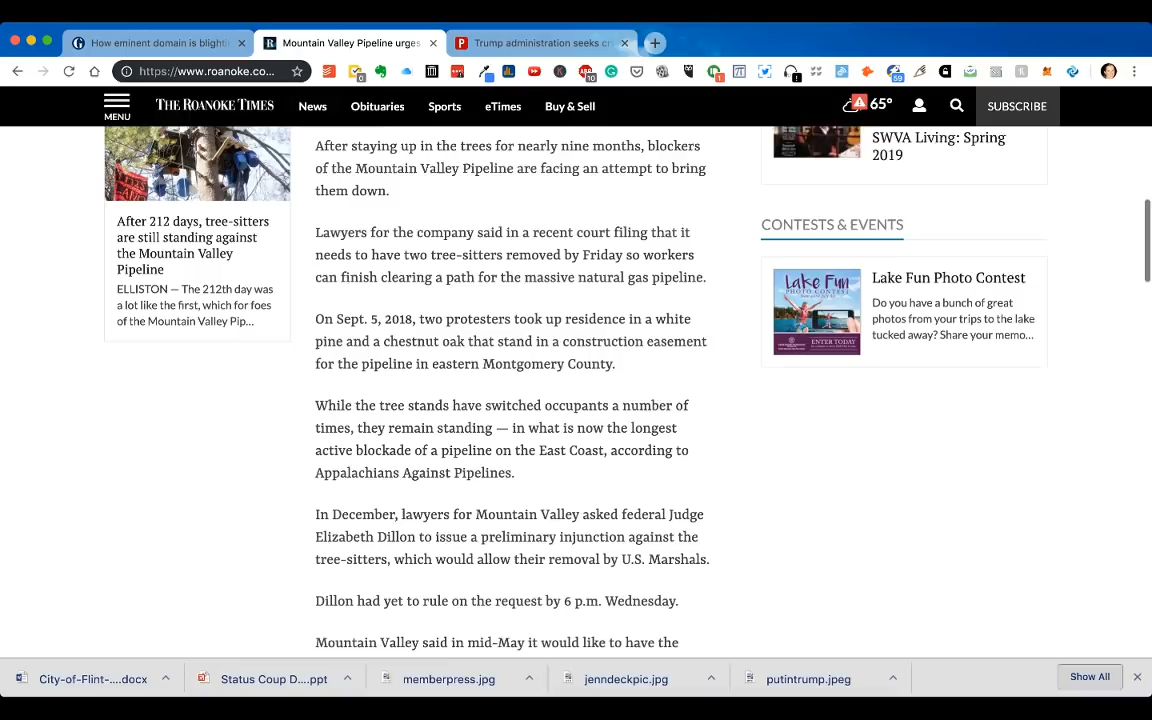 How eminent domain is blighti
Mountain Valley Pipeline urges
Trump administration seeks cr
https://www.roanoke.co...
MENU
THE ROANOKE TIMES
News
Obituaries
Sports
eTimes
Buy & Sell
65°
SUBSCRIBE
After 212 days, tree-sitters
are still standing against
the Mountain Valley
Pipeline
ELLISTON — The 212th day was
a lot like the first, which for foes
of the Mountain Valley Pip...
After staying up in the trees for nearly nine months, blockers
of the Mountain Valley Pipeline are facing an attempt to bring
them down.
Lawyers for the company said in a recent court filing that it
needs to have two tree-sitters removed by Friday so workers
can finish clearing a path for the massive natural gas pipeline.
On Sept. 5, 2018, two protesters took up residence in a white
pine and a chestnut oak that stand in a construction easement
for the pipeline in eastern Montgomery County.
While the tree stands have switched occupants a number of
times, they remain standing — in what is now the longest
active blockade of a pipeline on the East Coast, according to
Appalachians Against Pipelines.
In December, lawyers for Mountain Valley asked federal Judge
Elizabeth Dillon to issue a preliminary injunction against the
tree-sitters, which would allow their removal by U.S. Marshals.
Dillon had yet to rule on the request by 6 p.m. Wednesday.
Mountain Valley said in mid-May it would like to have the
SWVA Living: Spring
2019
CONTESTS & EVENTS
Lake Fun
PHOTO CONTEST
ENTER TODAY
Lake Fun Photo Contest
Do you have a bunch of great
photos from your trips to the lake
tucked away? Share your memo...
City-of-Flint-....docx
Status Coup D....ppt
memberpress.jpg
jenndeckpic.jpg
putintrump.jpeg
Show All